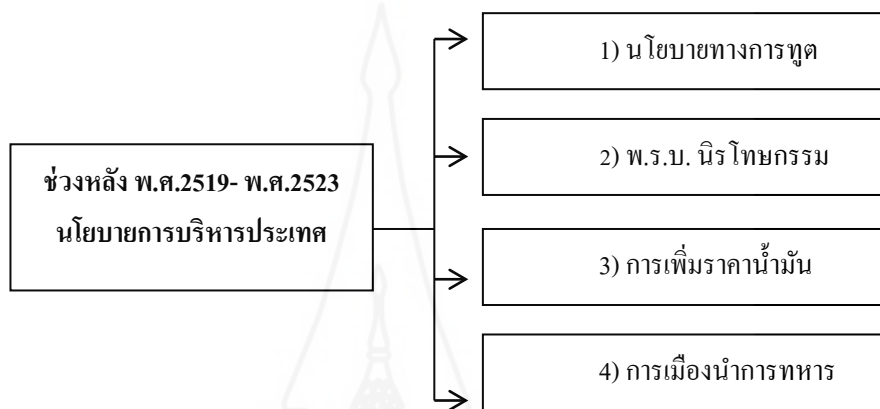 1) นโยบายทางการทูต
2) พ.ร.บ. นิรโทษกรรม
ช่วงหลัง พ.ศ.2519- พ.ศ.2523
นโยบายการบริหารประเทศ
3) การเพิ่มราคาน้ำมัน
4) การเมืองนำการทหาร